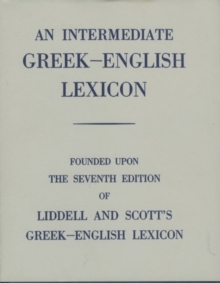 AN INTERMEDIATE
GREEK–ENGLISH
LEXICON
FOUNDED UPON
THE SEVENTH EDITION
OF
LIDDELL AND SCOTT'S
GREEK–ENGLISH LEXICON